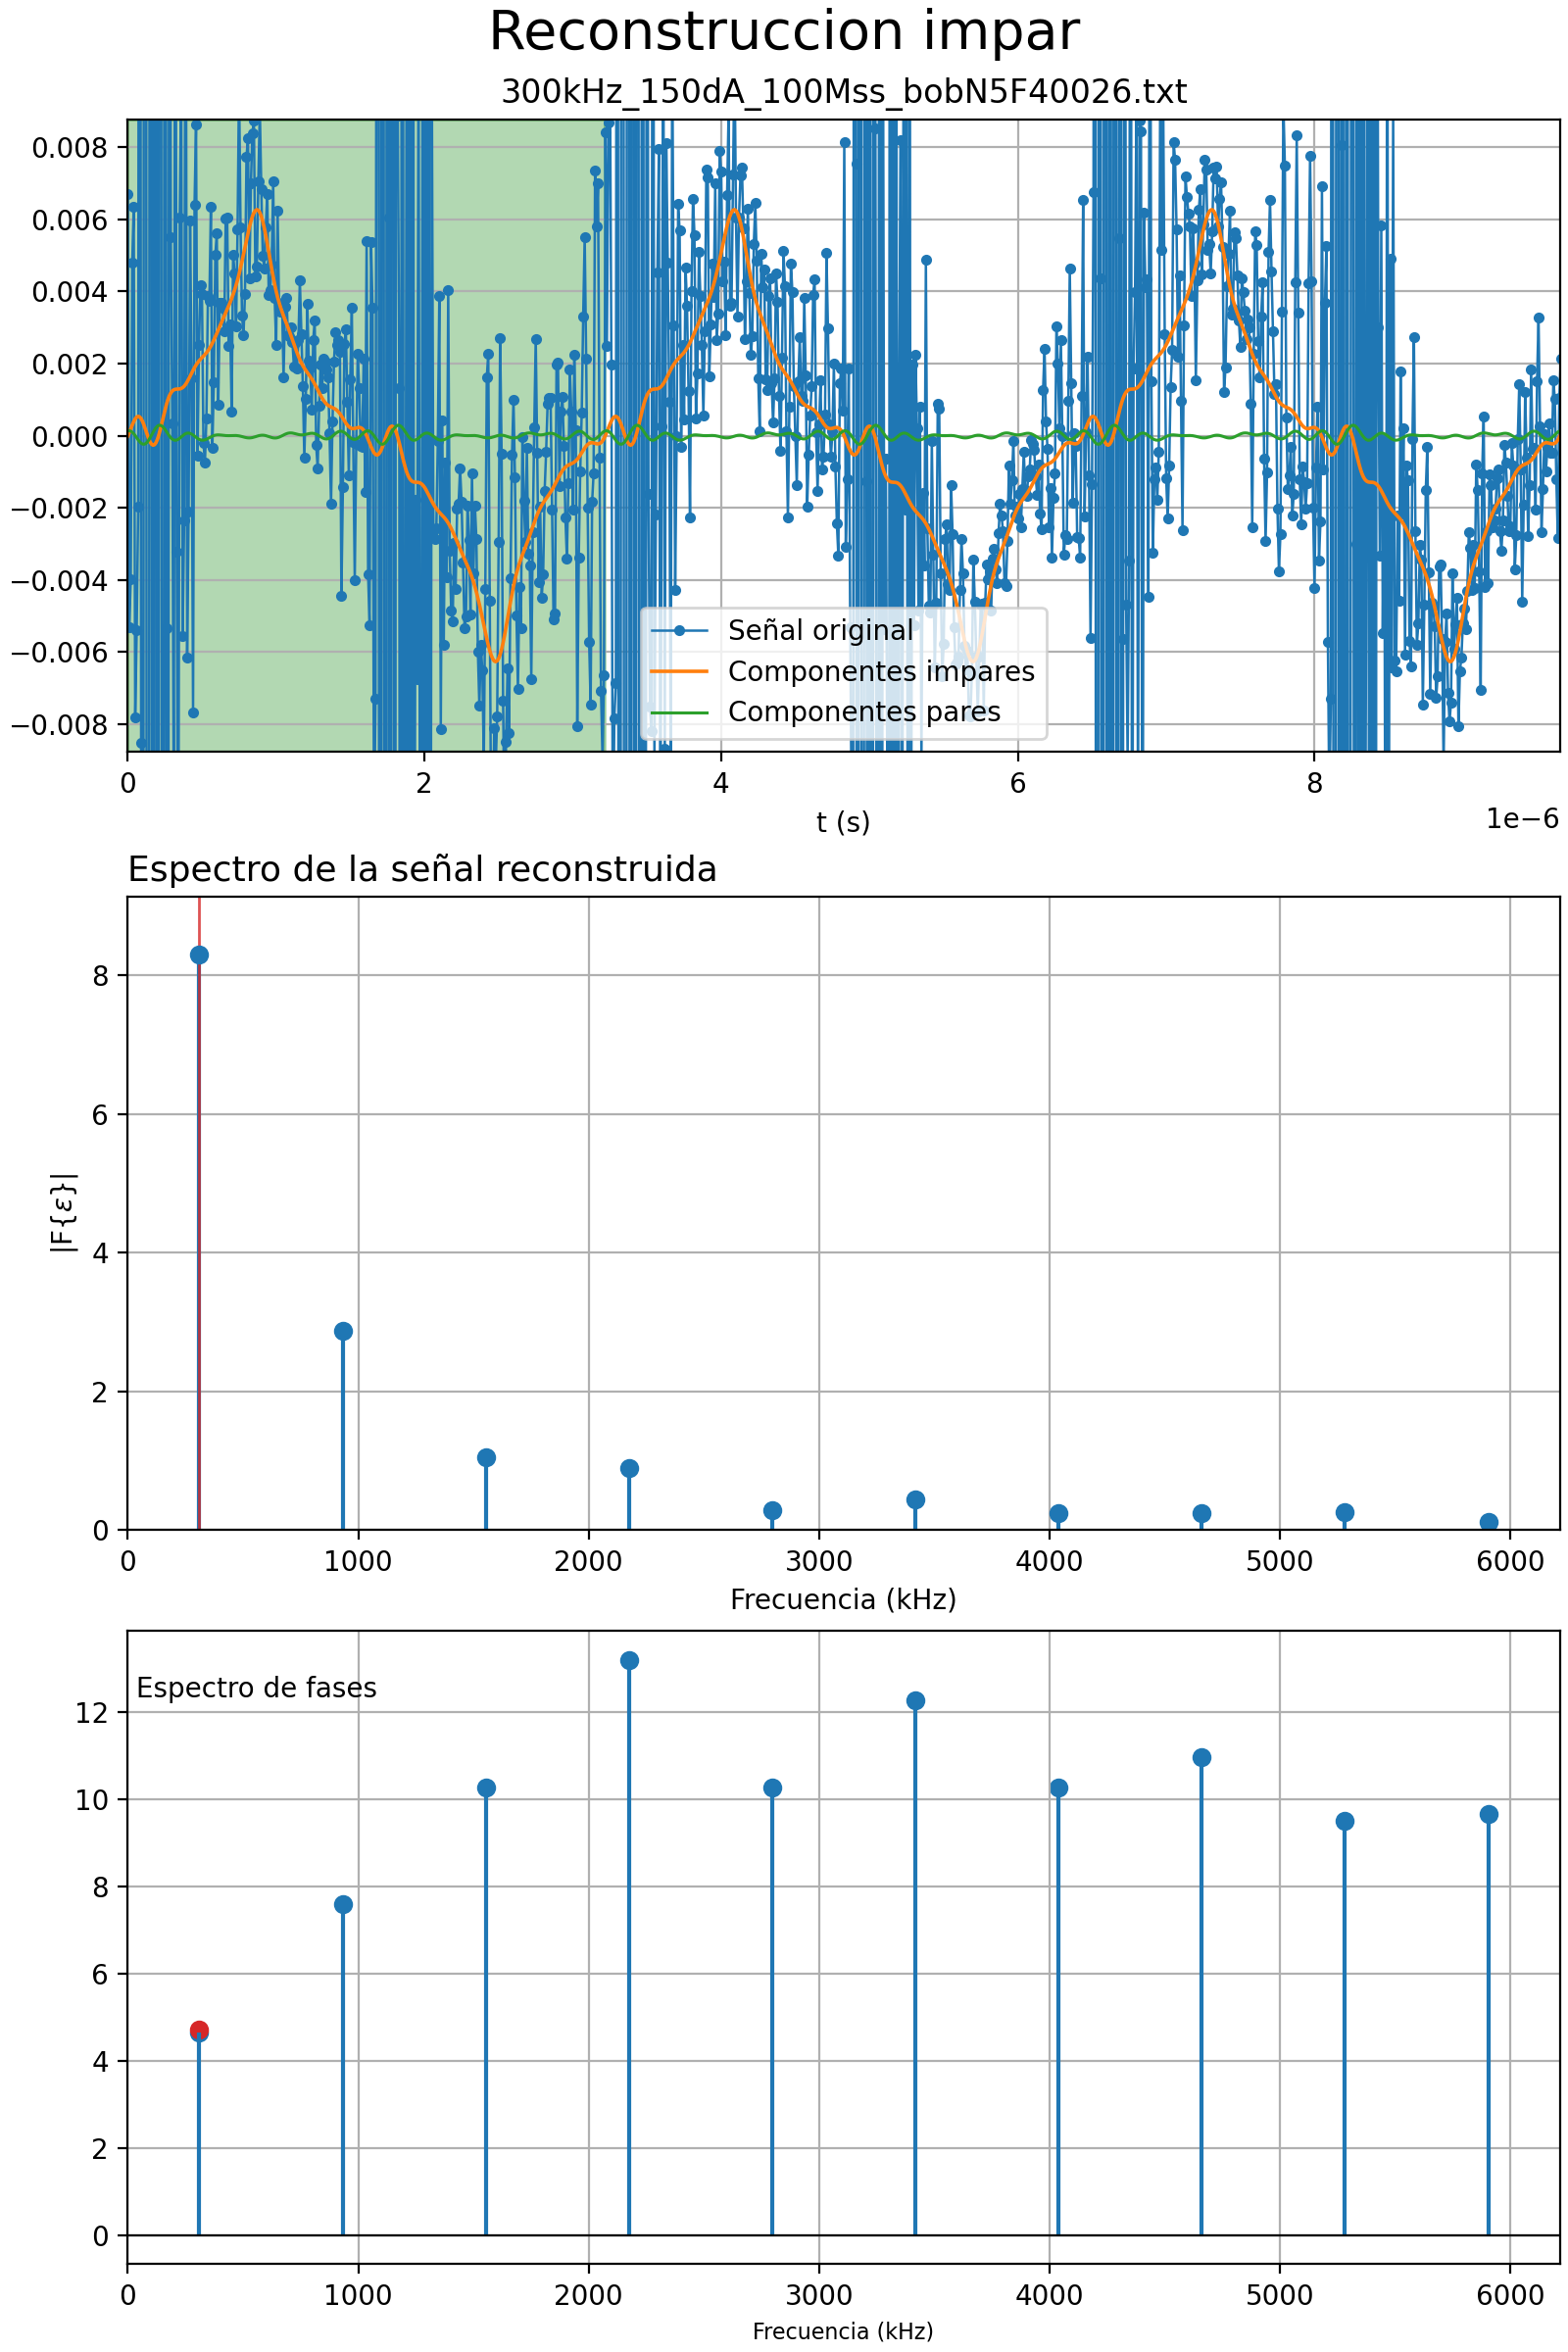 Reconstruccion impar
300kHz_150dA_100Mss_bobN5F40026.txt
0.008
0.006
0.004
0.002
0.000
−0.002
−0.004
−0.006
−0.008
Señal original
Componentes impares
Componentes pares
0 2 4 6 8
1e−6
t (s)
Espectro de la señal reconstruida
8
6
4
2
0
|F{ε}|
0 1000 2000 3000 4000 5000 6000
Frecuencia (kHz)
Espectro de fases
12
10
8
6
4
2
0
0 1000 2000 3000 4000 5000 6000
Frecuencia (kHz)